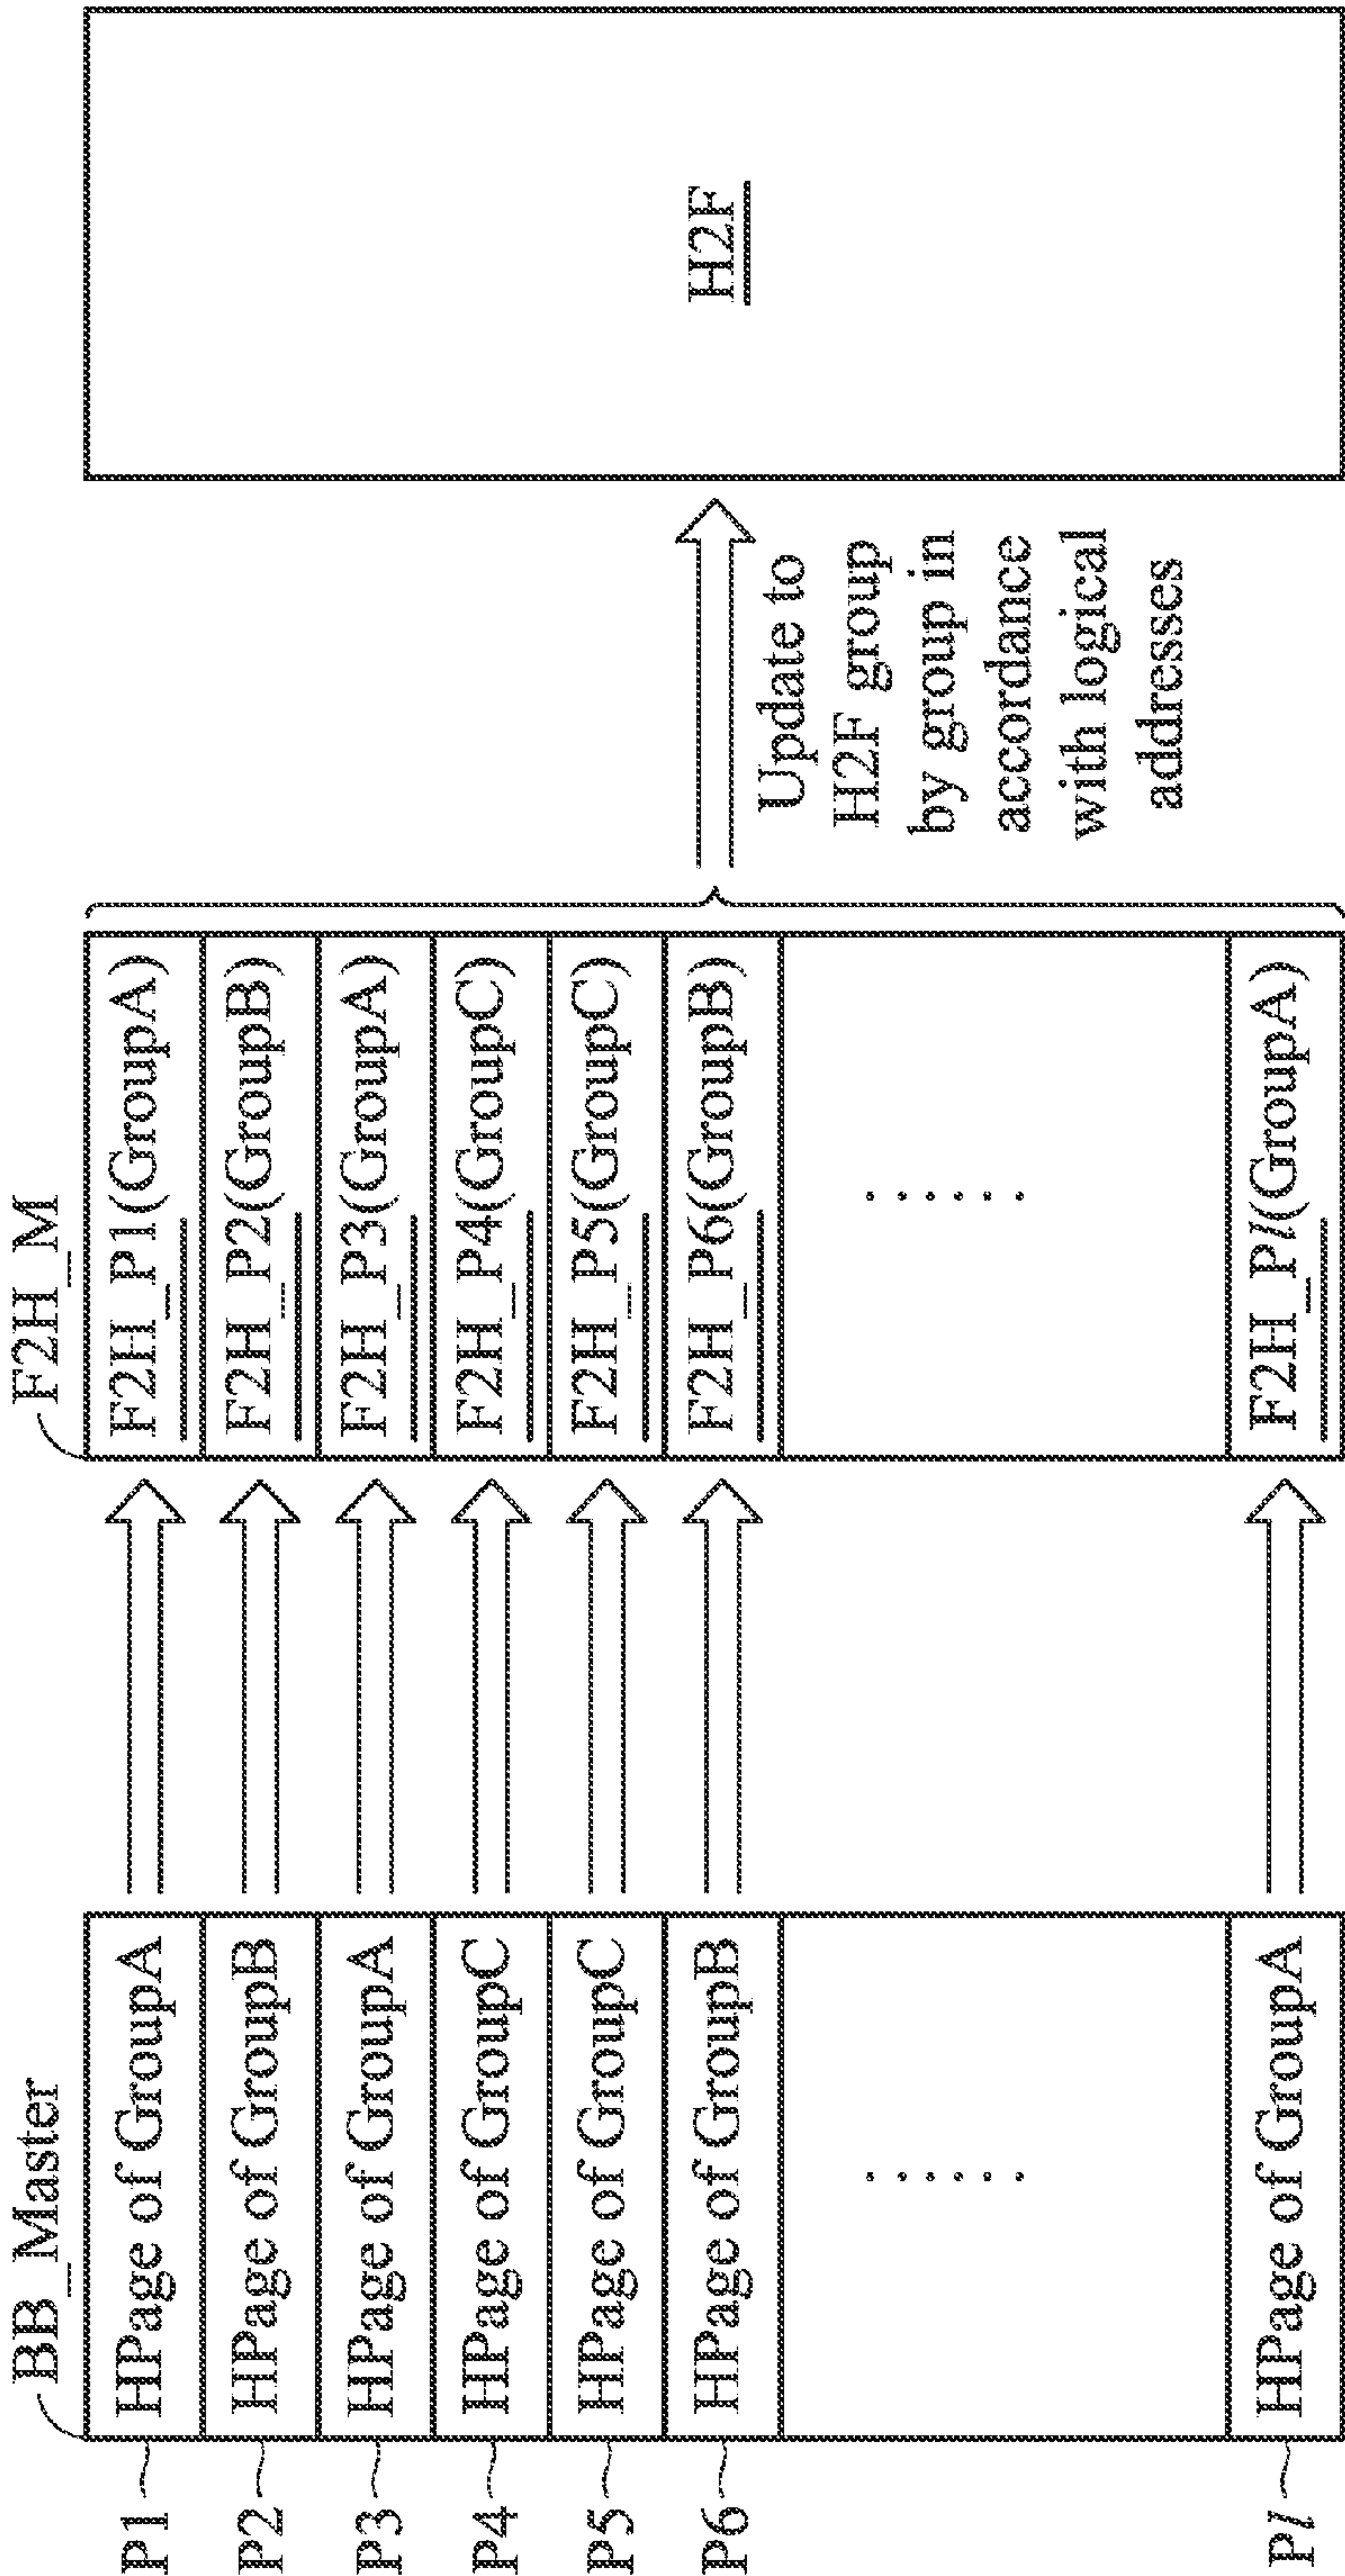 BB_Master
P1
HPage of GroupA
P2
HPage of GroupB
P3
HPage of GroupA
P4
HPage of GroupC
P5
HPage of GroupC
P6
HPage of GroupB
......
Pl
HPage of GroupA
F2H_M
F2H_P1(GroupA)
F2H_P2(GroupB)
F2H_P3(GroupA)
F2H_P4(GroupC)
F2H_P5(GroupC)
F2H_P6(GroupB)
......
F2H_Pl(GroupA)
Update to
H2F group
by group in
accordance
with logical
addresses
H2F